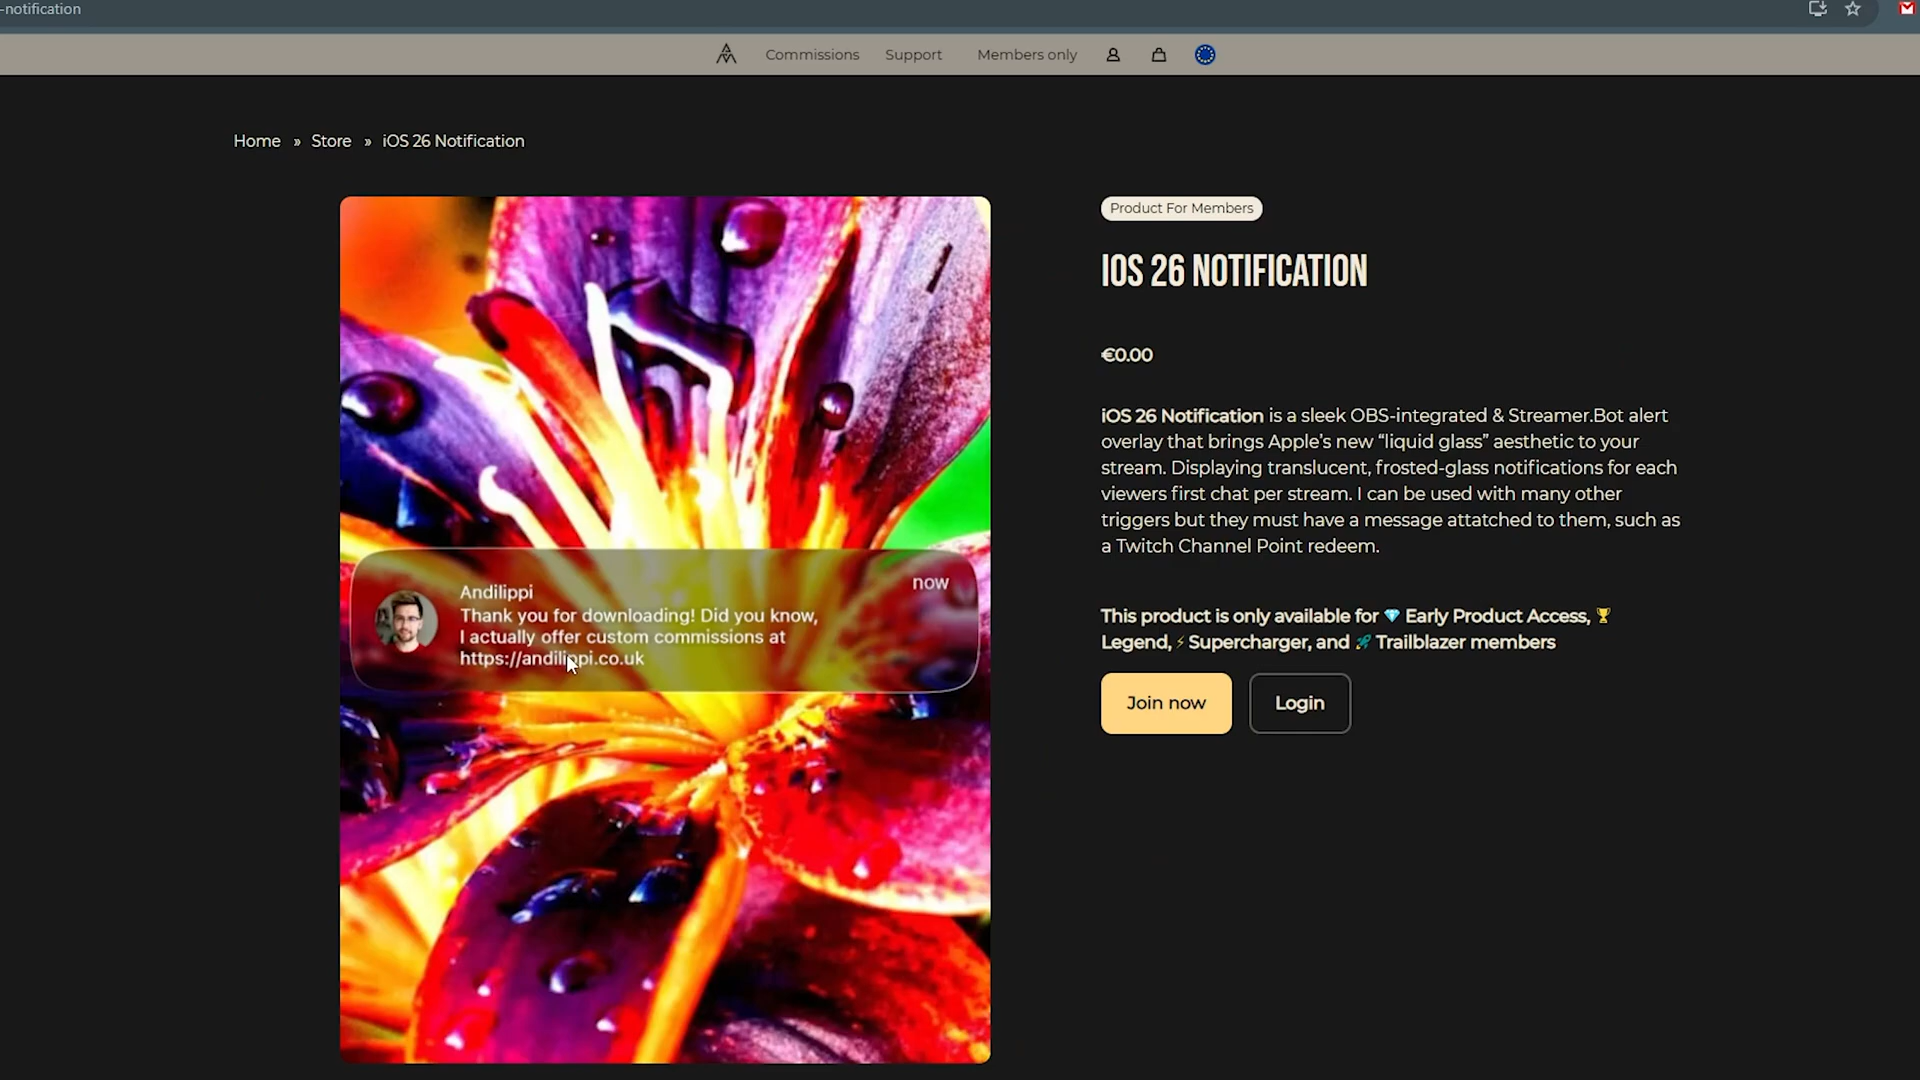 -notification
Commissions Support Members only
Home » Store » iOS 26 Notification
Product For Members
IOS 26 NOTIFICATION
€0.00
iOS 26 Notification is a sleek OBS-integrated & Streamer.Bot alert
overlay that brings Apple's new “liquid glass” aesthetic to your
stream. Displaying translucent, frosted-glass notifications for each
viewers first chat per stream. I can be used with many other
triggers but they must have a message attatched to them, such as
a Twitch Channel Point redeem.
This product is only available for 💎 Early Product Access, 🏆
Legend, ⚡ Supercharger, and 🚀 Trailblazer members
Join now Login
Andilippi
now
Thank you for downloading! Did you know,
I actually offer custom commissions at
https://andilippi.co.uk